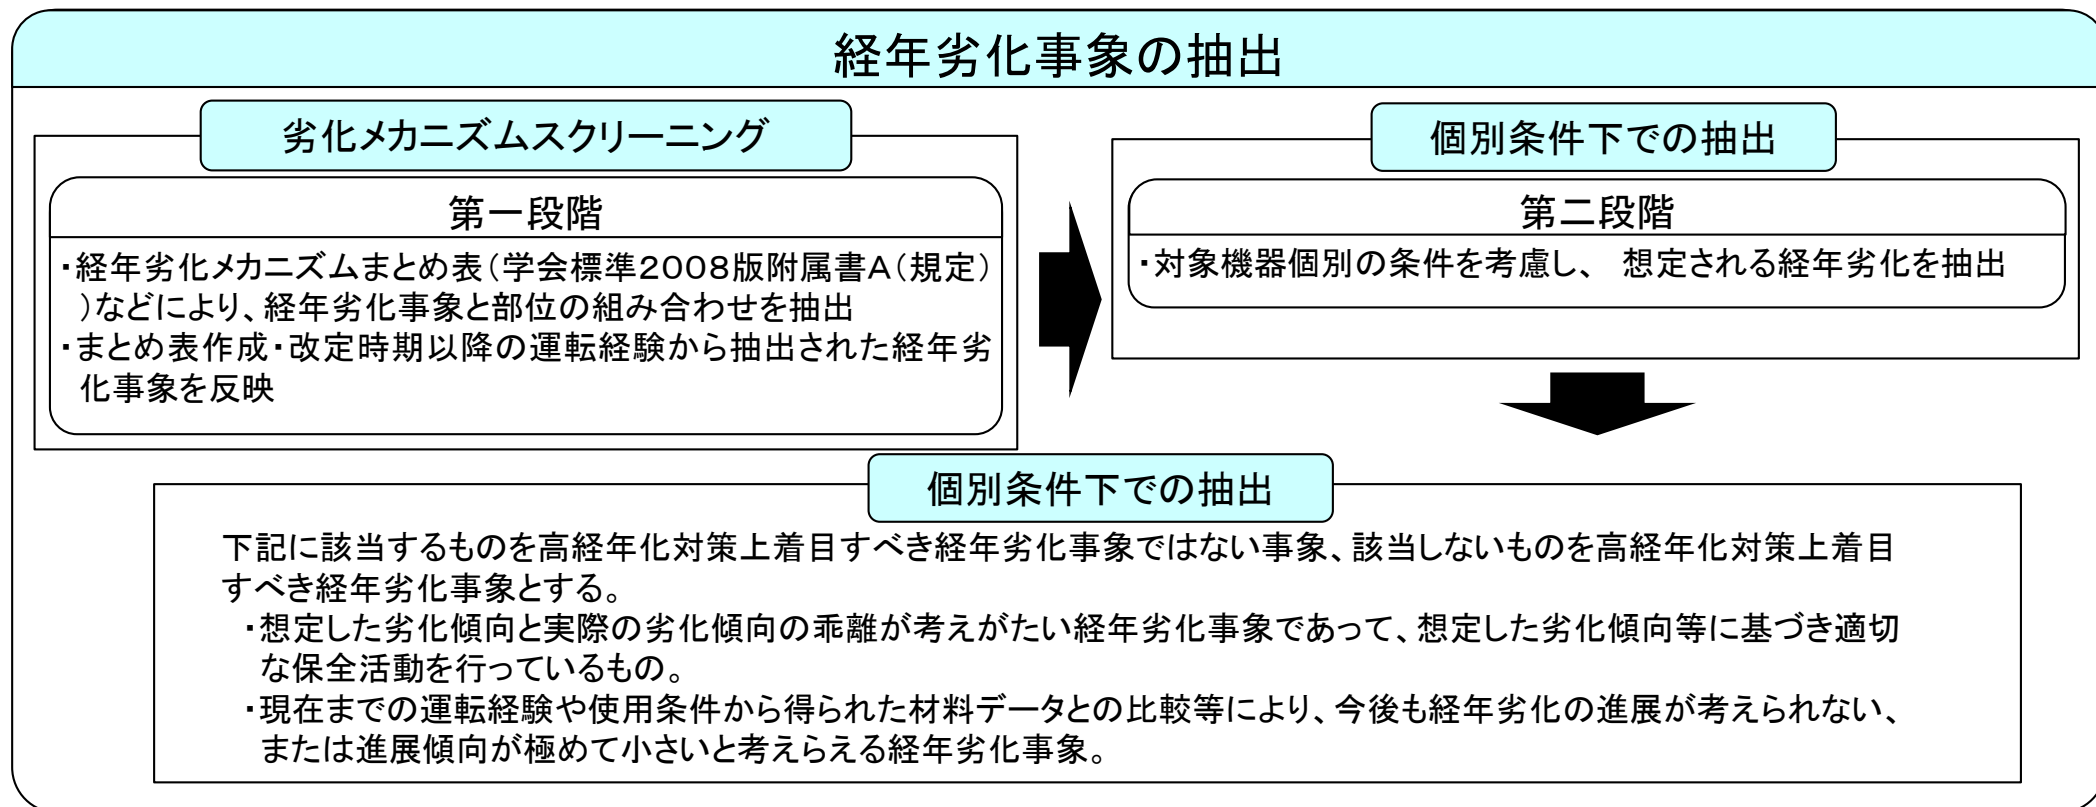 経年劣化事象の抽出
劣化メカニズムスクリーニング
第一段階
・経年劣化メカニズムまとめ表(学会標準2008版附属書A(規定)
)などにより、経年劣化事象と部位の組み合わせを抽出
・まとめ表作成・改定時期以降の運転経験から抽出された経年劣
化事象を反映
個別条件下での抽出
第二段階
・対象機器個別の条件を考慮し、 想定される経年劣化を抽出
個別条件下での抽出
下記に該当するものを高経年化対策上着目すべき経年劣化事象ではない事象、該当しないものを高経年化対策上着目
すべき経年劣化事象とする。
・想定した劣化傾向と実際の劣化傾向の乖離が考えがたい経年劣化事象であって、想定した劣化傾向等に基づき適切
な保全活動を行っているもの。
・現在までの運転経験や使用条件から得られた材料データとの比較等により、今後も経年劣化の進展が考えられない、
または進展傾向が極めて小さいと考えらえる経年劣化事象。